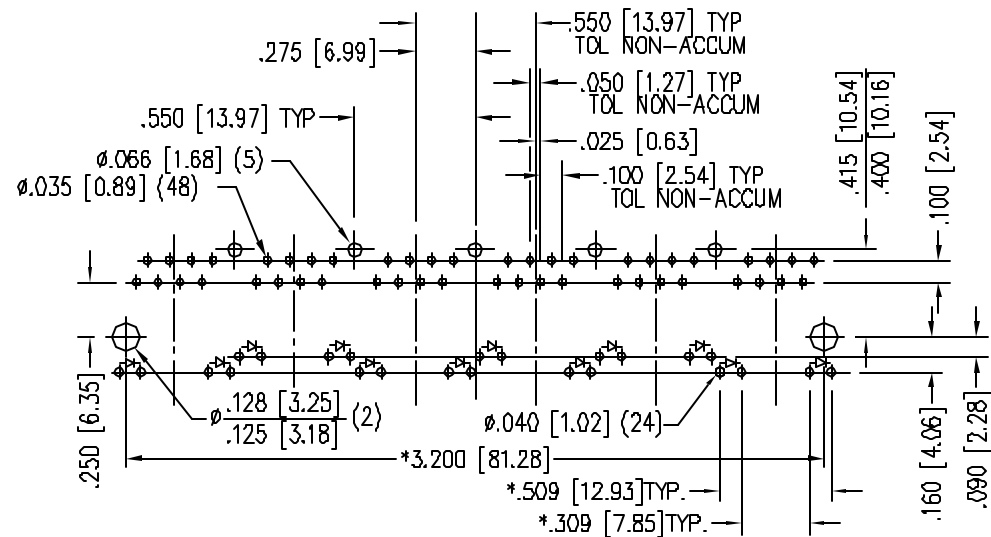 .550 [13.97] TYP
TOL NON-ACCUM
.275 [6.99]
.050 [1.27] TYP
TOL NON-ACCUM
.550 [13.97] TYP
.025 [0.63]
ø.066 [1.68] (5)
ø.035 [0.89] (48)
.100 [2.54] TYP
TOL NON-ACCUM
.415 [10.54]
.400 [10.16]
.100 [2.54]
.250 [6.35]
ø.128 [3.25]
.125 [3.18]
(2)
ø.040 [1.02] (24)
*3.200 [81.28]
*.509 [12.93]TYP.
*.309 [7.85]TYP.
.160 [4.06]
.090 [2.28]